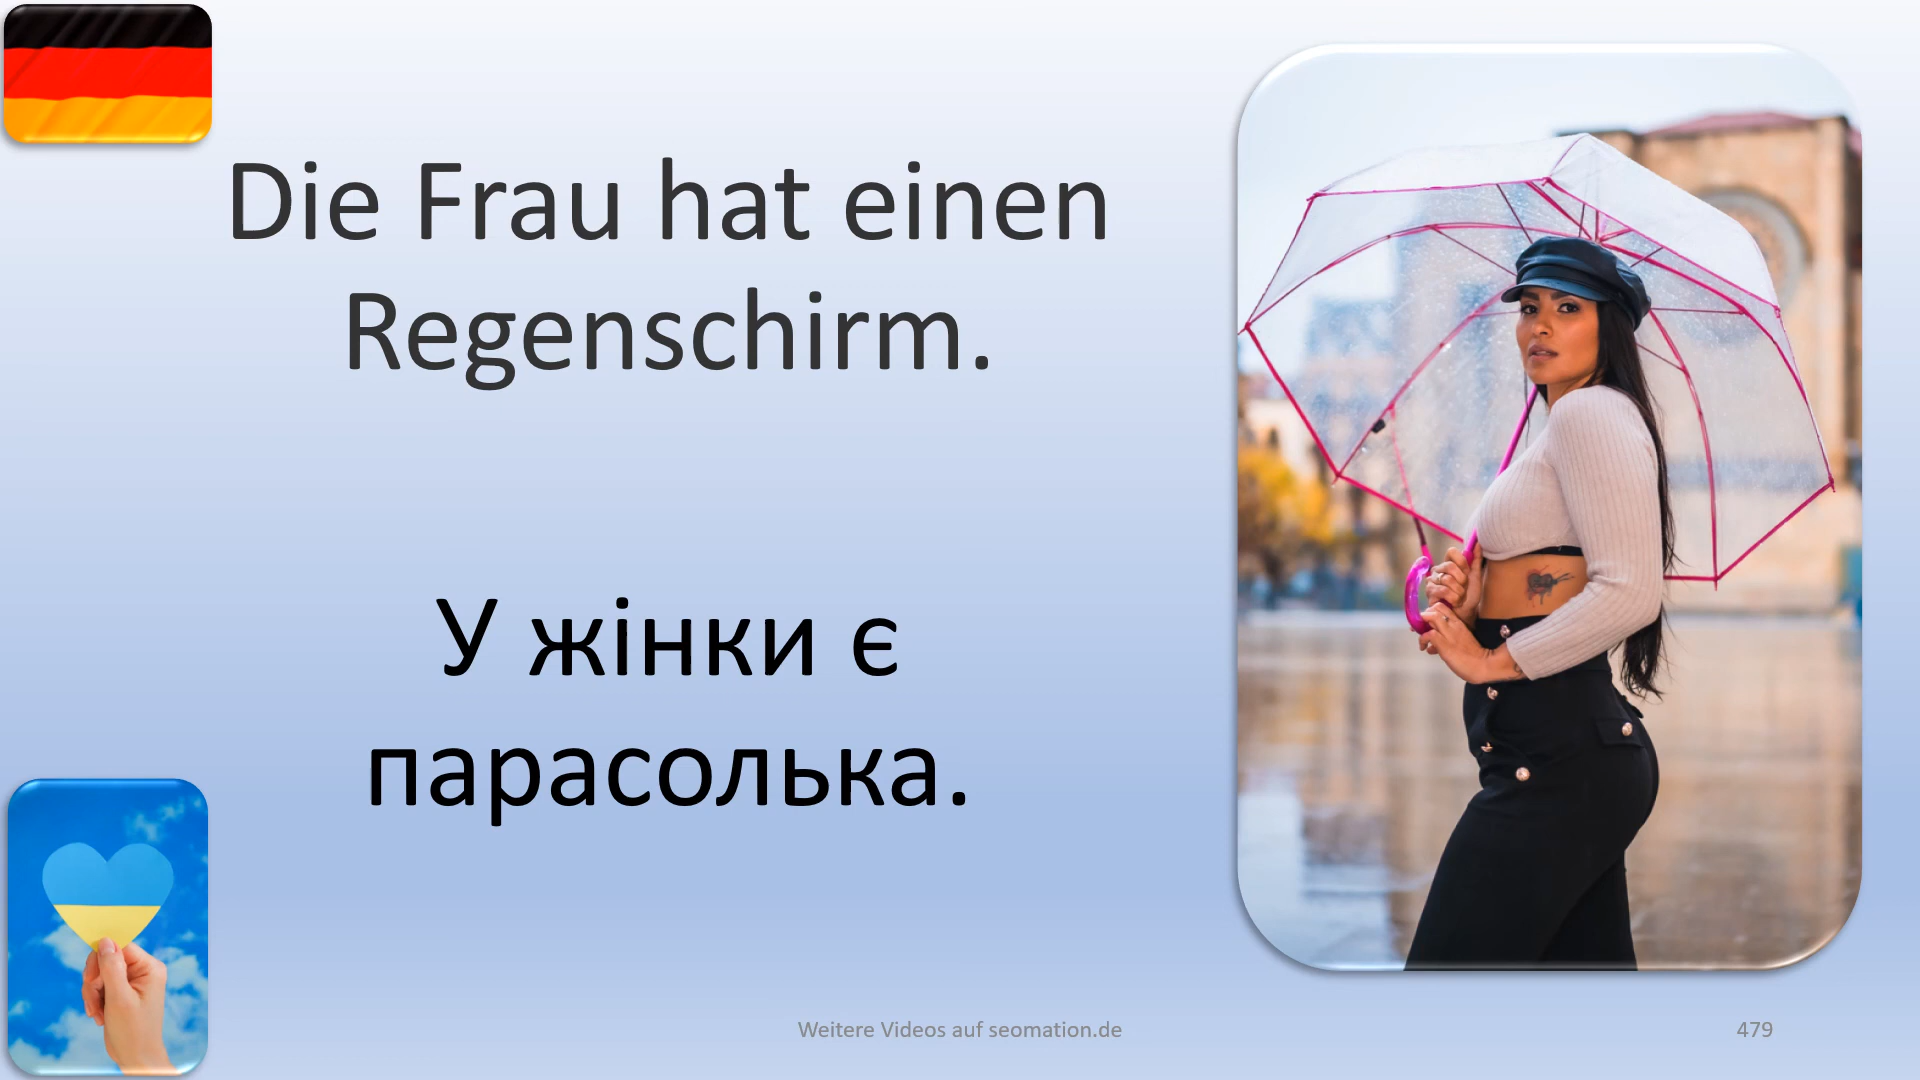 Die Frau hat einen
Regenschirm.
У жінки є
парасолька.
Weitere Videos auf seomation.de
479